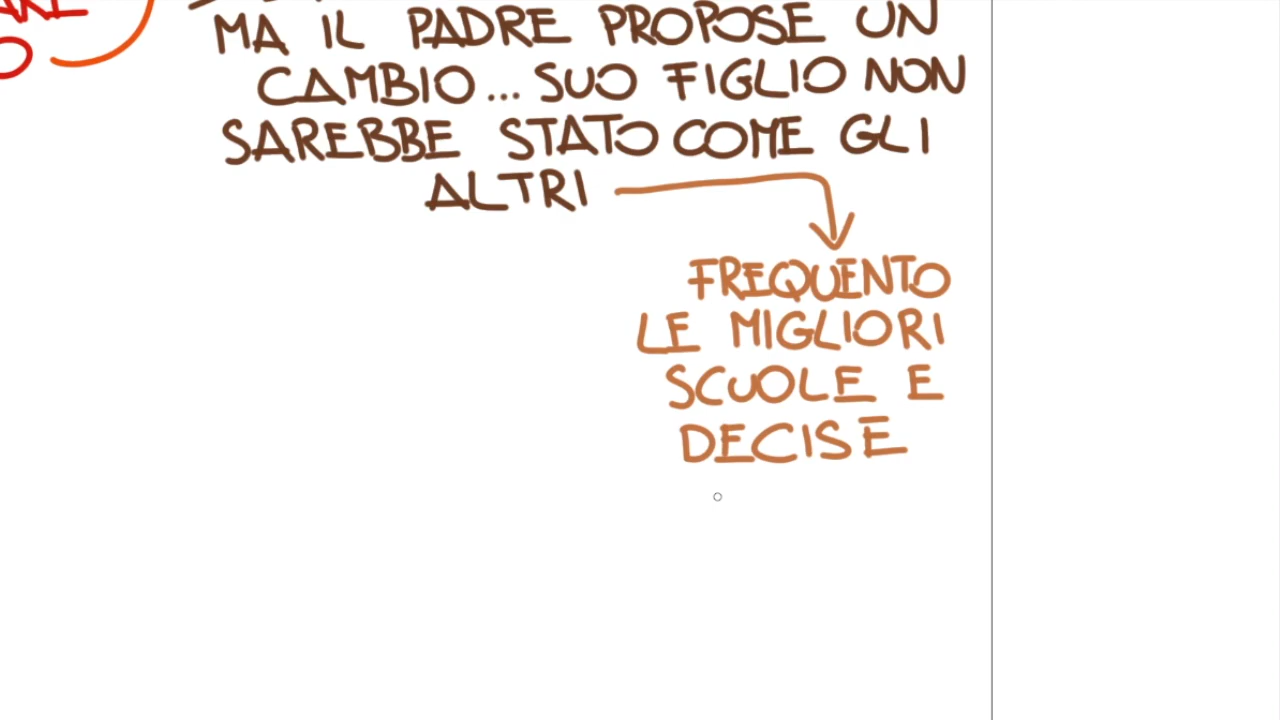 MA IL PADRE PROPOSE UN
CAMBIO... SUO FIGLIO NON
SAREBBE STATO COME GLI
ALTRI
FREQUENTO
LE MIGLIORI
SCUOLE E
DECISE